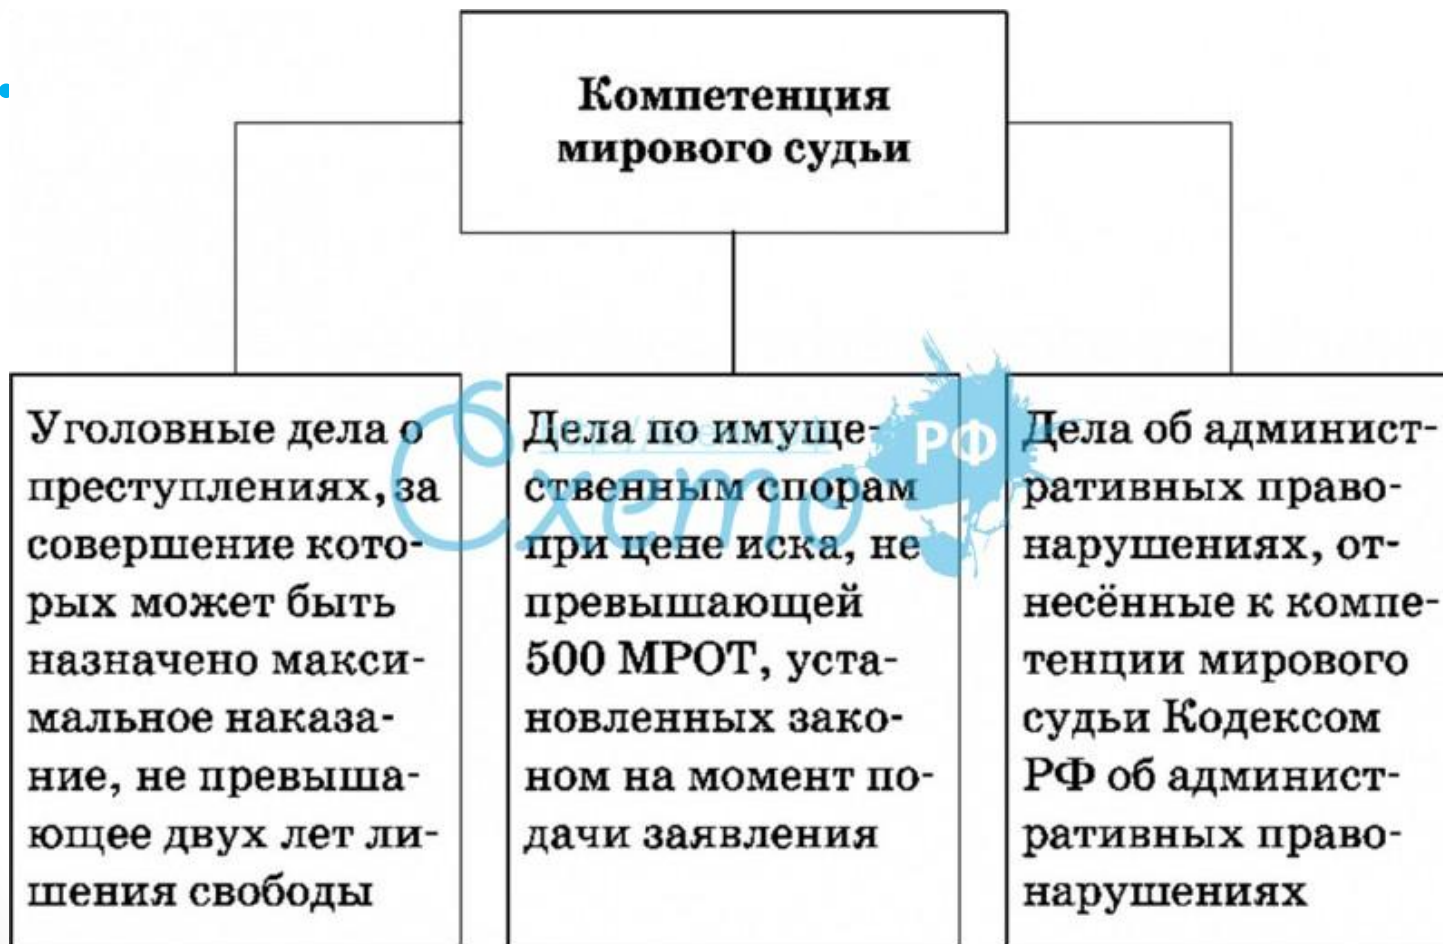 Компетенция
мирового судьи
Уголовные дела о
преступлениях, за
совершение кото-
рых может быть
назначено макси-
мальное наказа-
ние, не превыша-
ющее двух лет ли-
шения свободы
Дела по имуще-
ственным спорам
при цене иска, не
превышающей
500 МРОТ, уста-
новленных зако-
ном на момент по-
дачи заявления
Дела об админист-
ративных право-
нарушениях, от-
несённые к компе-
тенции мирового
судьи Кодексом
РФ об админист-
ративных право-
нарушениях
Схемо РФ